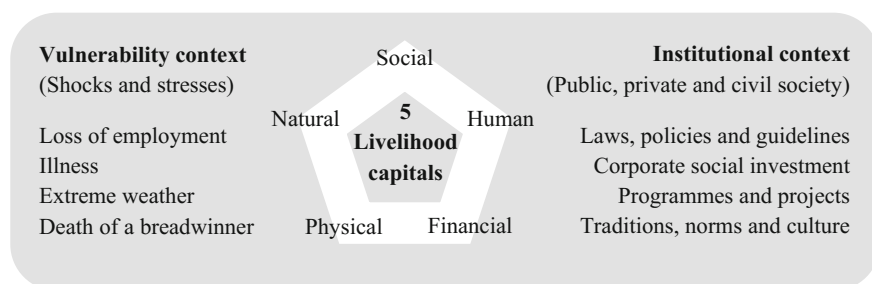 Vulnerability context
(Shocks and stresses)
Loss of employment
Illness
Extreme weather
Death of a breadwinner
Social
Natural
Human
5
Livelihood
capitals
Physical
Financial
Institutional context
(Public, private and civil society)
Laws, policies and guidelines
Corporate social investment
Programmes and projects
Traditions, norms and culture